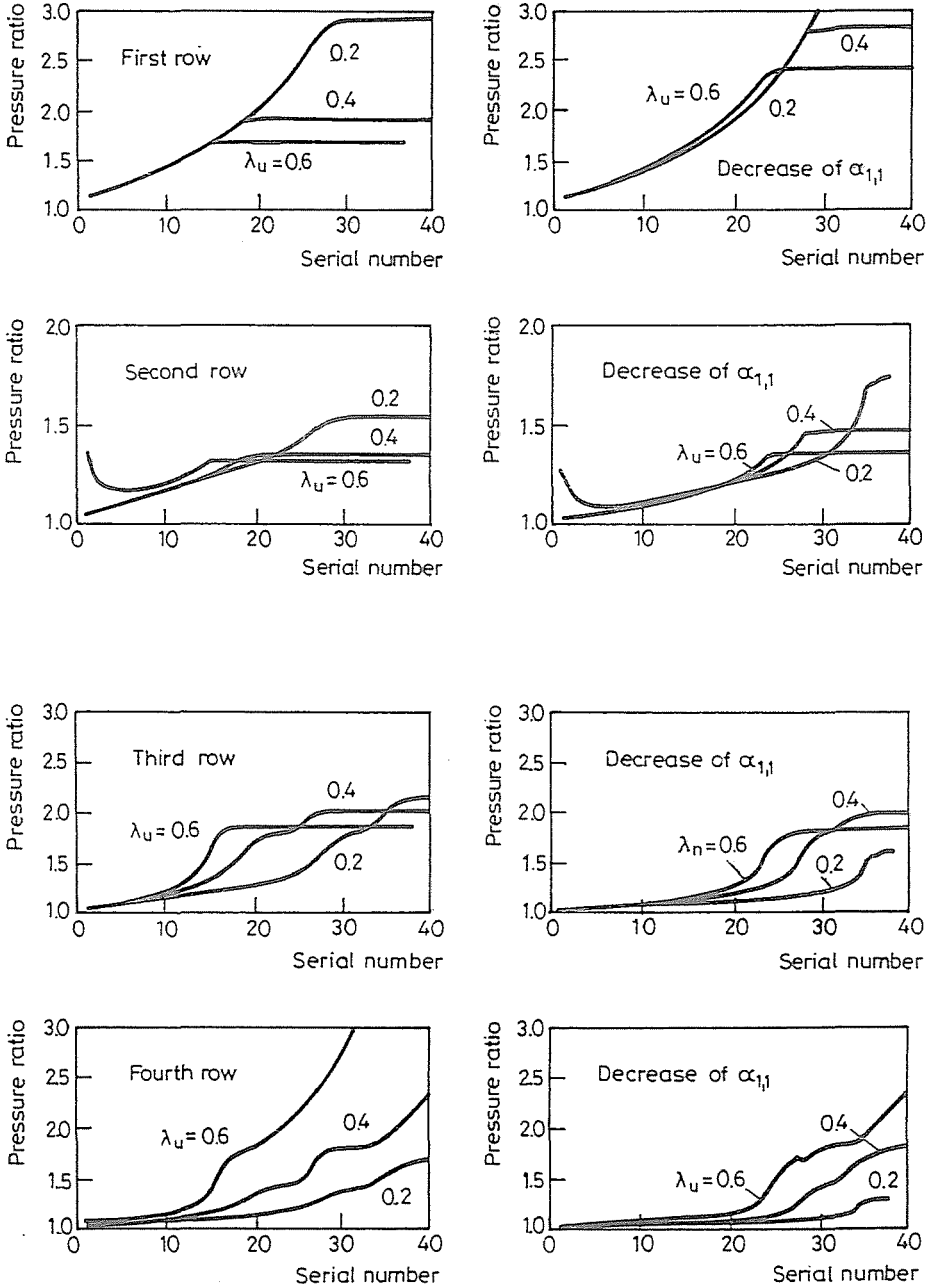 Pressure ratio
3.0
2.5
2.0
1.5
1.0
First row
0.2
0.4
λu = 0.6
0 10 20 30 40
Serial number
Pressure ratio
3.0
2.5
2.0
1.5
1.0
0.4
λu = 0.6
0.2
Decrease of α1,1
0 10 20 30 40
Serial number
Pressure ratio
2.0
1.5
1.0
Second row
0.2
0.4
λu = 0.6
0 10 20 30 40
Serial number
Pressure ratio
2.0
1.5
1.0
Decrease of α1,1
0.4
λu = 0.6
0.2
0 10 20 30 40
Serial number
Pressure ratio
3.0
2.5
2.0
1.5
1.0
Third row
0.4
λu = 0.6
0.2
0 10 20 30 40
Serial number
Pressure ratio
3.0
2.5
2.0
1.5
1.0
Decrease of α1,1
0.4
λn = 0.6
0.2
0 10 20 30 40
Serial number
Pressure ratio
3.0
2.5
2.0
1.5
1.0
Fourth row
λu = 0.6
0.4
0.2
0 10 20 30 40
Serial number
Pressure ratio
3.0
2.5
2.0
1.5
1.0
Decrease of α1,1
0.4
λu = 0.6
0.2
0 10 20 30 40
Serial number